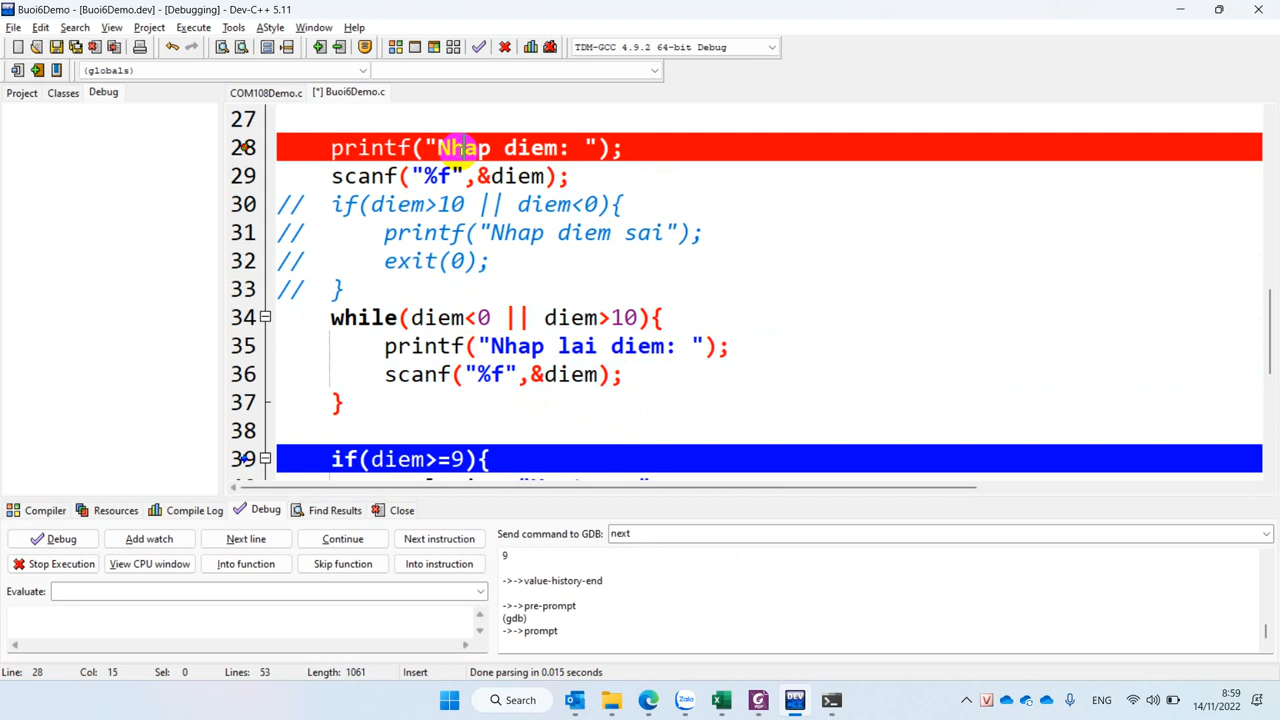 Buoi6Demo - [Buoi6Demo.dev] - [Debugging] - Dev-C++ 5.11
File Edit Search View Project Execute Tools AStyle Window Help
TDM-GCC 4.9.2 64-bit Debug
(globals)
Project Classes Debug
COM108Demo.c [*] Buoi6Demo.c
27
28 printf("Nhap diem: ");
29 scanf("%f",&diem);
30 // if(diem>10 || diem<0){
31 // printf("Nhap diem sai");
32 // exit(0);
33 // }
34 while(diem<0 || diem>10){
35 printf("Nhap lai diem: ");
36 scanf("%f",&diem);
37 }
38
39 if(diem>=9){
Compiler Resources Compile Log Debug Find Results Close
Debug Add watch Next line Continue Next instruction
Stop Execution View CPU window Into function Skip function Into instruction
Evaluate:
Send command to GDB: next
9
->->value-history-end
->->pre-prompt
(gdb)
->->prompt
Line: 28 Col: 15 Sel: 0 Lines: 53 Length: 1061 Insert Done parsing in 0.015 seconds
Search
ENG
8:59
14/11/2022